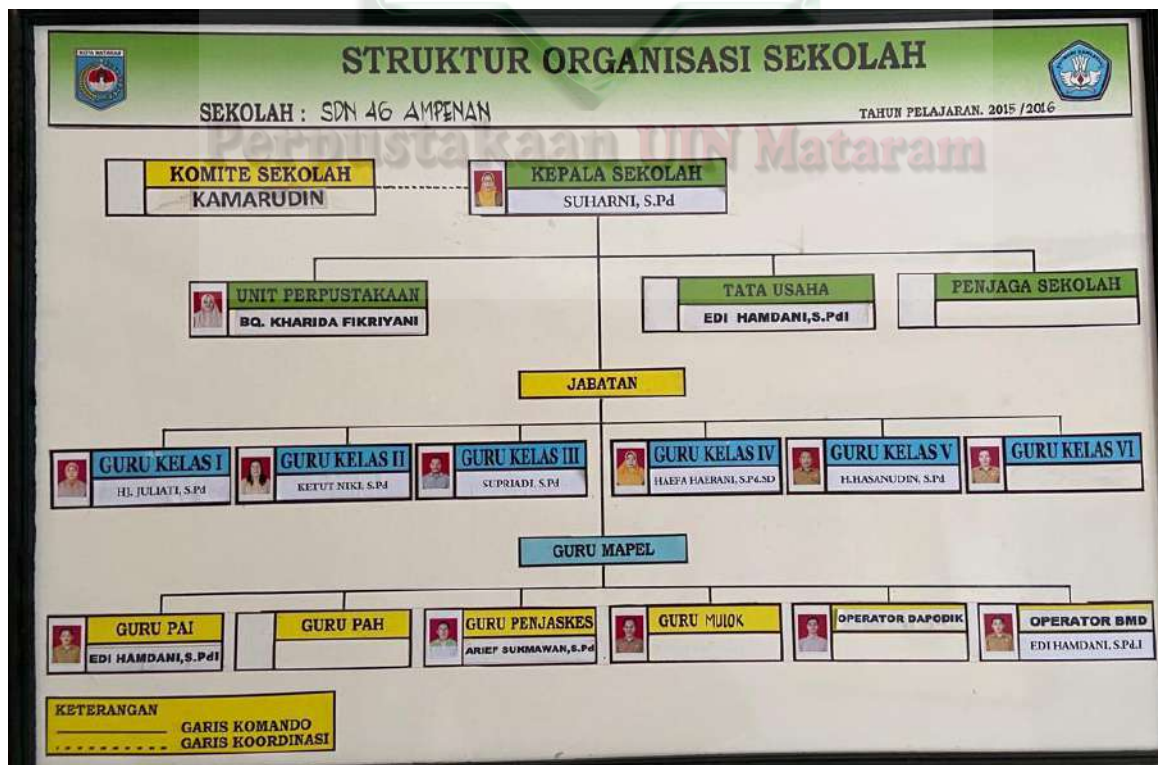 KOTA MATARAM
STRUKTUR ORGANISASI SEKOLAH
SEKOLAH : SDN 46 AMPENAN
TAHUN PELAJARAN. 2015 / 2016
Perpustakaan UIN Mataram
KOMITE SEKOLAH
KAMARUDIN
KEPALA SEKOLAH
SUHARNI, S.Pd
UNIT PERPUSTAKAAN
BQ. KHARIDA FIKRIYANI
TATA USAHA
EDI HAMDANI,S.PdI
PENJAGA SEKOLAH
JABATAN
GURU KELAS I
HJ. JULIATI, S.Pd
GURU KELAS II
KETUT NIKI, S.Pd
GURU KELAS III
SUPRIADI, S.Pd
GURU KELAS IV
HAEFA HAERANI, S.Pd.SD
GURU KELAS V
H.HASANUDIN, S.Pd
GURU KELAS VI
GURU MAPEL
GURU PAI
EDI HAMDANI,S.PdI
GURU PAH
GURU PENJASKES
ARIEF SUKMAWAN,S.Pd
GURU MULOK
OPERATOR DAPODIK
OPERATOR BMD
EDI HAMDANI, S.Pd.I
KETERANGAN
GARIS KOMANDO
GARIS KOORDINASI